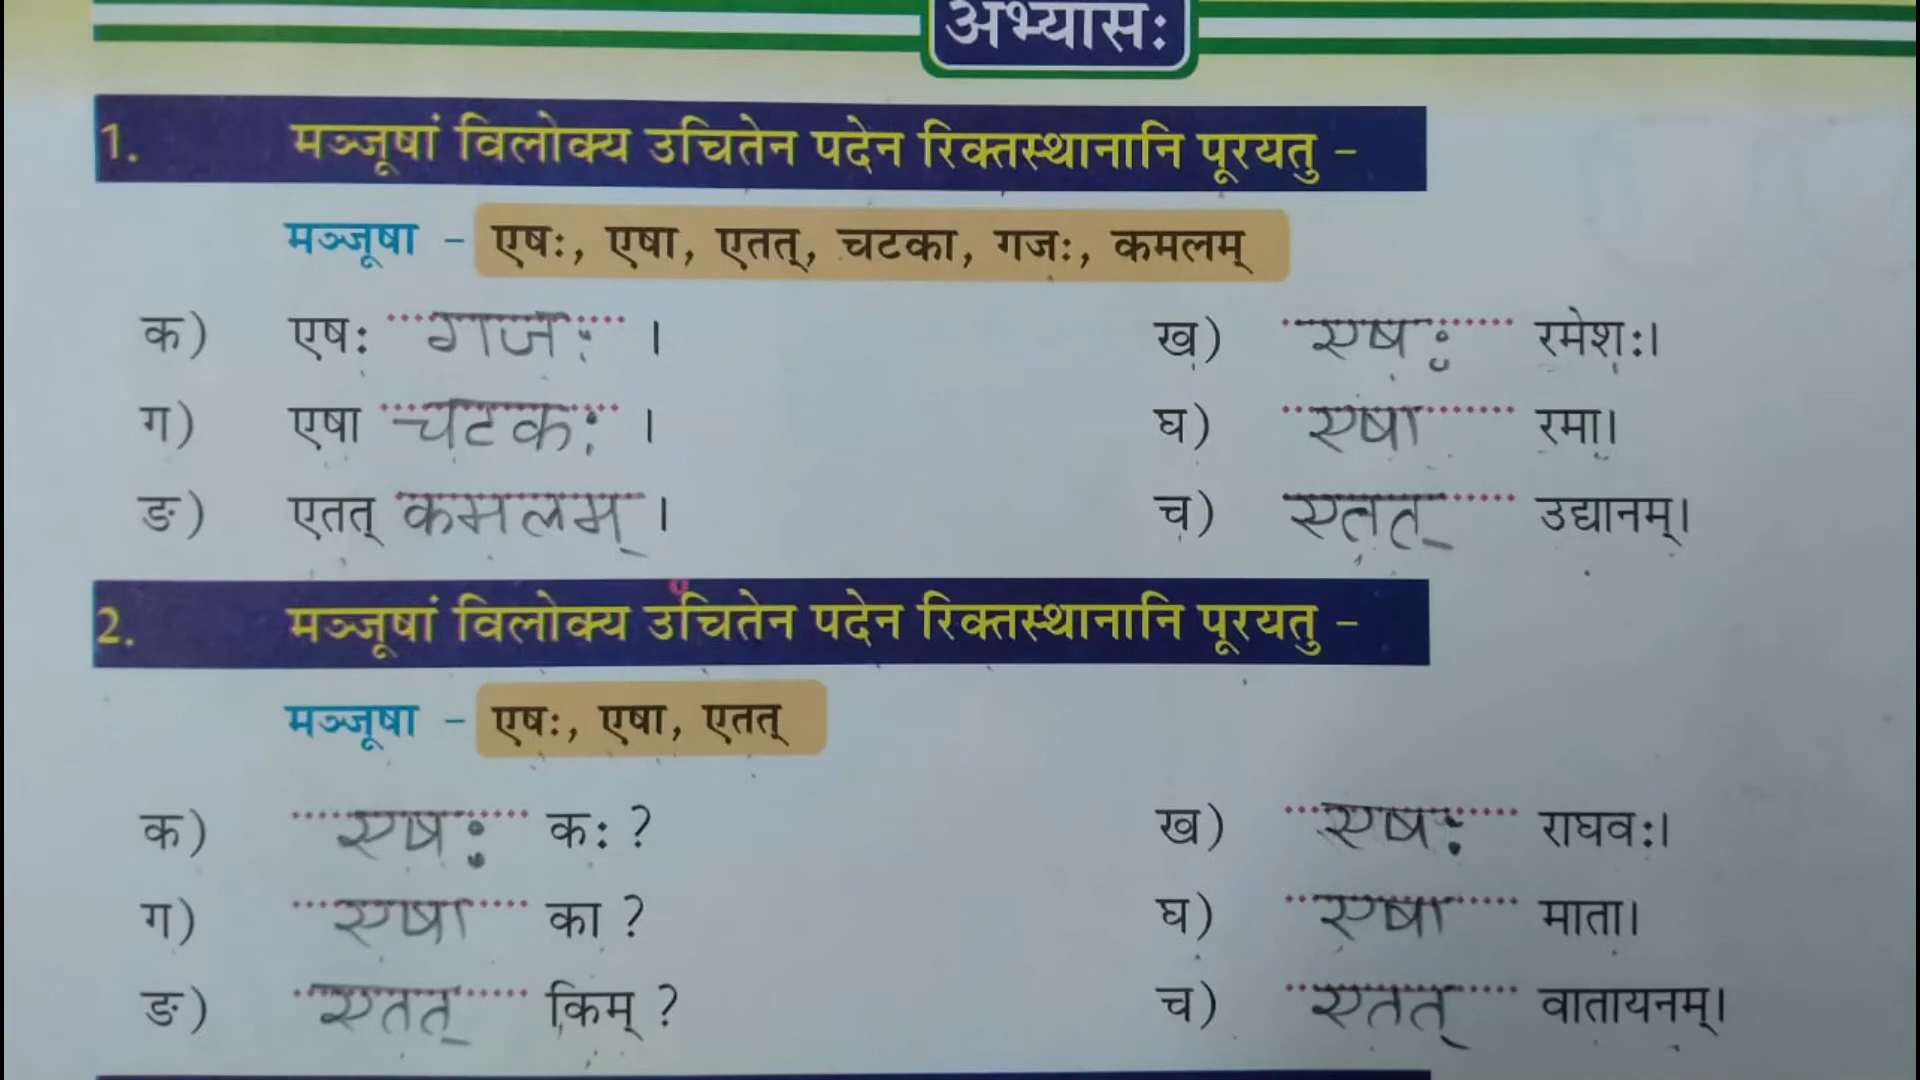 अभ्यासः
1. मञ्जूषां विलोक्य उचितेन पदेन रिक्तस्थानानि पूरयतु -
मञ्जूषा - एषः, एषा, एतत्, चटका, गजः, कमलम्
क) एषः गजः । ख) एषः रमेशः।
ग) एषा चटकः । घ) एषा रमा।
ङ) एतत् कमलम् । च) एतत् उद्यानम्।
2. मञ्जूषां विलोक्य उचितेन पदेन रिक्तस्थानानि पूरयतु -
मञ्जूषा - एषः, एषा, एतत्
क) एषः कः ? ख) एषः राघवः।
ग) एषा का ? घ) एषा माता।
ङ) एतत् किम् ? च) एतत् वातायनम्।